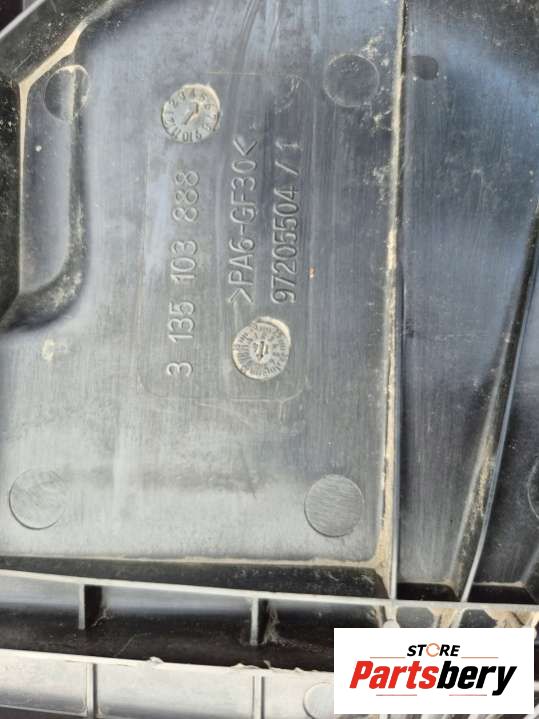 3 135 103 888
>PA6-GF30<
97205504/1
STORE
Partsbery